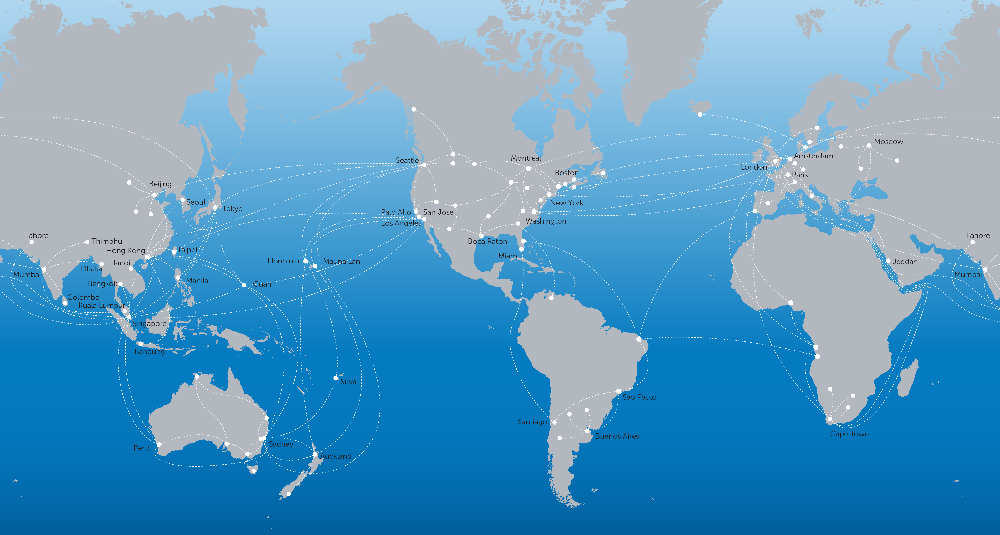 Moscow
Amsterdam
Montreal
Seattle
London
Boston
Paris
Beijing
Seoul
New York
Tokyo
Palo Alto
San Jose
Washington
Los Angeles
Lahore
Lahore
Thimphu
Boca Raton
Taipei
Hong Kong
Miami
Honolulu
Mauna Lani
Jeddah
Hanoi
Dhaka
Mumbai
Mumbai
Manila
Bangkok
Guam
Colombo
Kuala Lumpur
Singapore
Bandung
Suva
Sao Paulo
Santiago
Cape Town
Buenos Aires
Sydney
Perth
Auckland